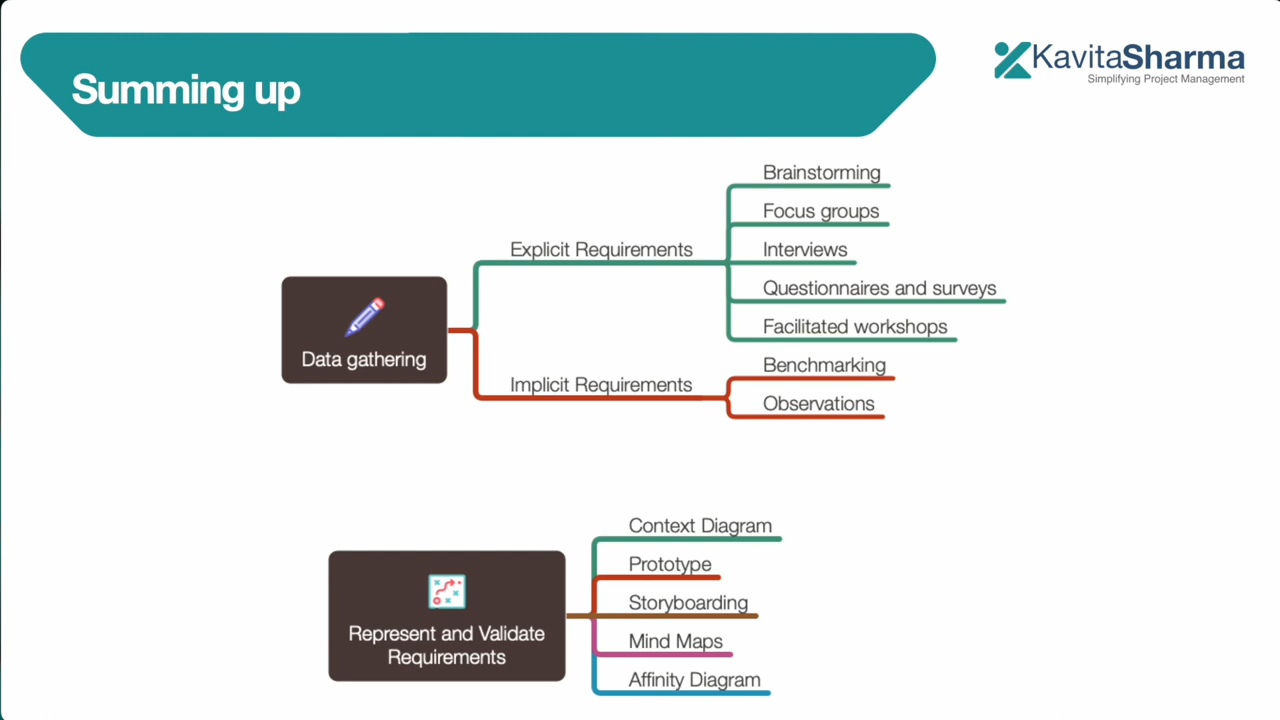 Summing up
KavitaSharma
Simplifying Project Management
Data gathering
Explicit Requirements
Brainstorming
Focus groups
Interviews
Questionnaires and surveys
Facilitated workshops
Implicit Requirements
Benchmarking
Observations
Represent and Validate
Requirements
Context Diagram
Prototype
Storyboarding
Mind Maps
Affinity Diagram